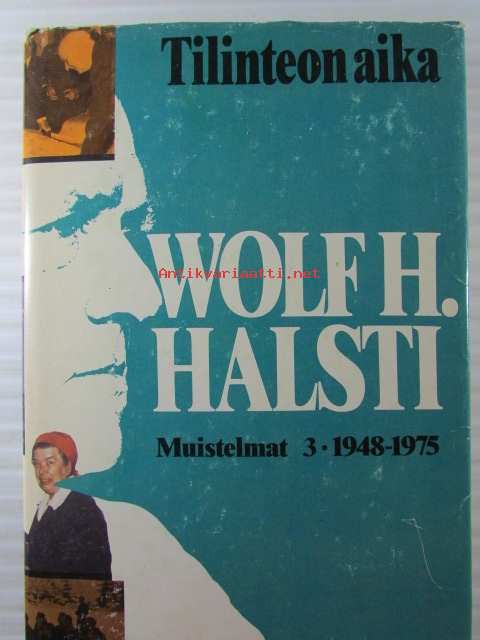 Tilinteon aika
WOLF H.
Antikvariaatti.net
HALSTI
Muistelmat 3 • 1948-1975